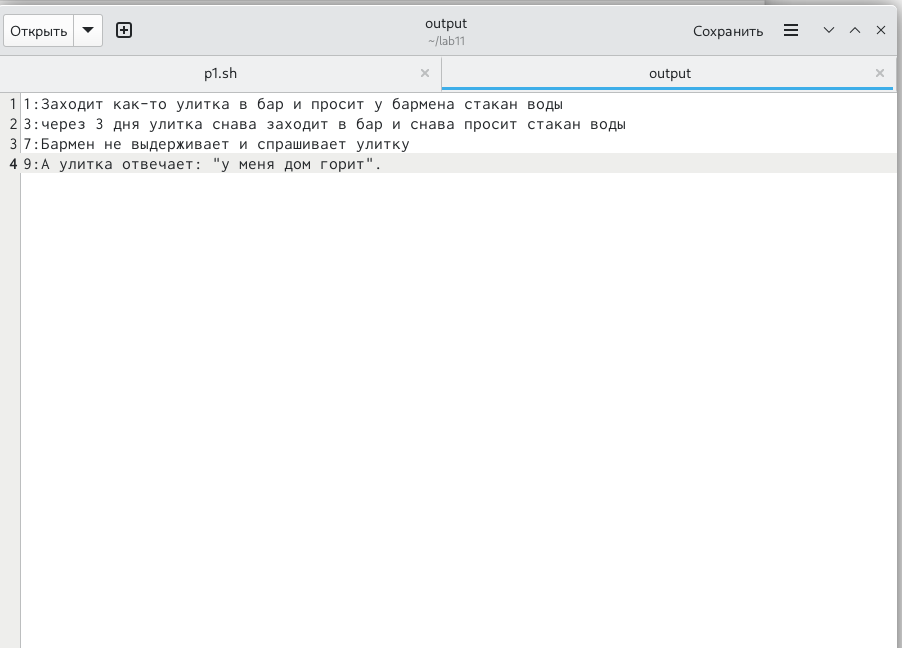 Открыть
output
~/lab11
Сохранить
p1.sh
output
1 1:Заходит как-то улитка в бар и просит у бармена стакан воды
2 3:через 3 дня улитка снава заходит в бар и снава просит стакан воды
3 7:Бармен не выдерживает и спрашивает улитку
4 9:А улитка отвечает: "у меня дом горит".